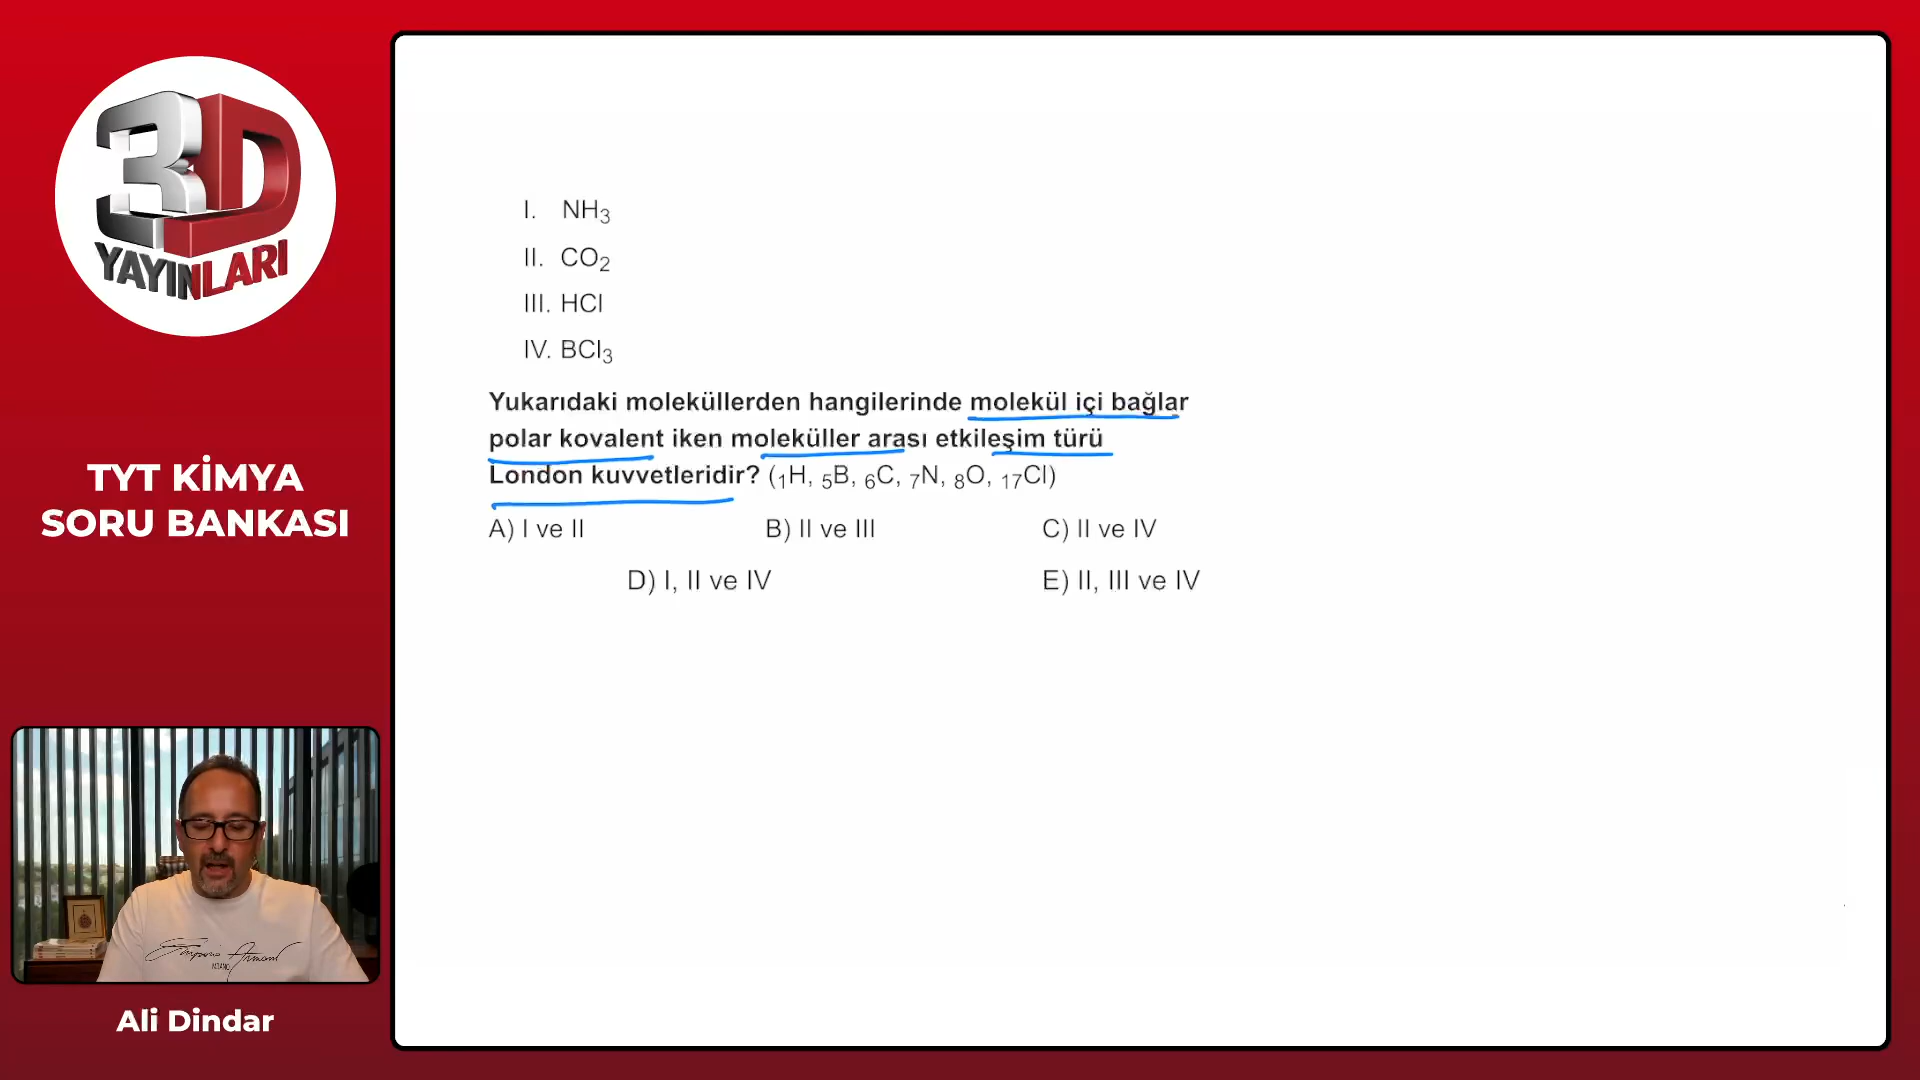 3D
YAYINLARI
TYT KİMYA
SORU BANKASI
Ali Dindar
I. NH₃
II. CO₂
III. HCl
IV. BCl₃
Yukarıdaki moleküllerden hangilerinde molekül içi bağlar
polar kovalent iken moleküller arası etkileşim türü
London kuvvetleridir? (₁H, ₅B, ₆C, ₇N, ₈O, ₁₇Cl)
A) I ve II B) II ve III C) II ve IV
D) I, II ve IV E) II, III ve IV